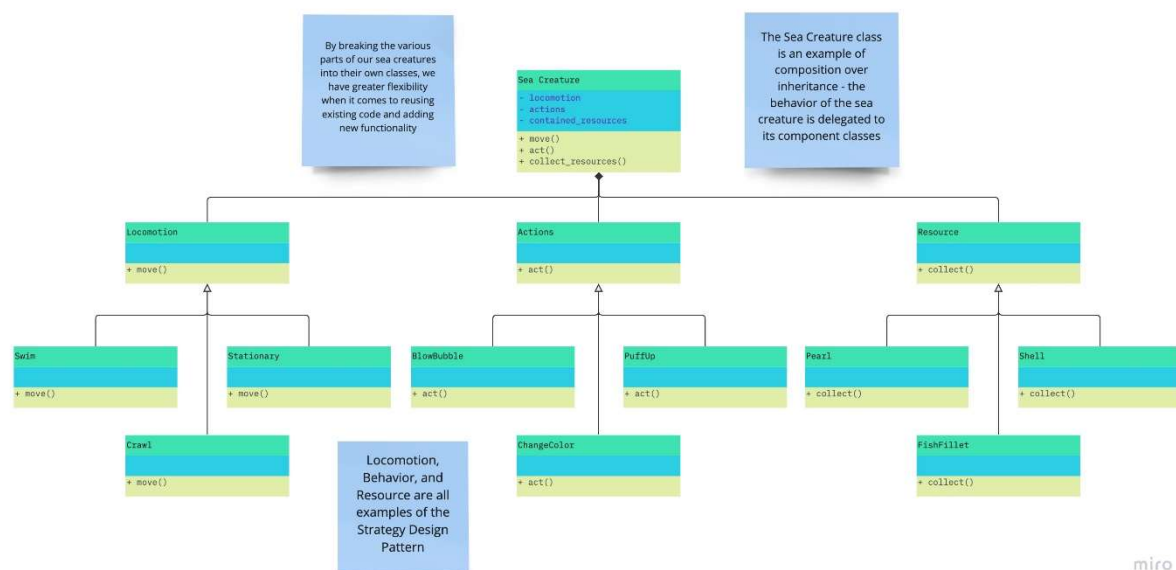 By breaking the various
parts of our sea creatures
into their own classes, we
have greater flexibility
when it comes to reusing
existing code and adding
new functionality
Sea Creature
- locomotion
- actions
- contained_resources
+ move()
+ act()
+ collect_resources()
The Sea Creature class
is an example of
composition over
inheritance - the
behavior of the sea
creature is delegated to
its component classes
Locomotion
+ move()
Actions
+ act()
Resource
+ collect()
Swim
+ move()
Stationary
+ move()
BlowBubble
+ act()
PuffUp
+ act()
Pearl
+ collect()
Shell
+ collect()
Crawl
+ move()
Locomotion,
Behavior, and
Resource are all
examples of the
Strategy Design
Pattern
ChangeColor
+ act()
FishFillet
+ collect()
miro